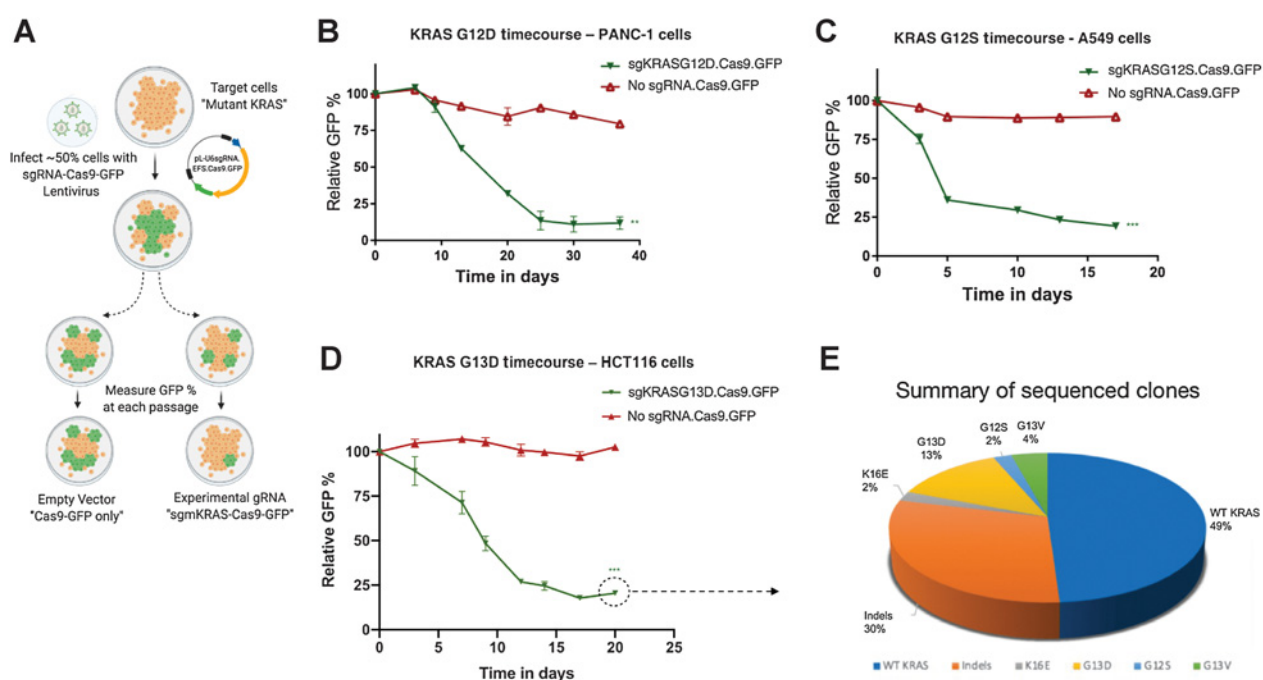 A
Target cells
"Mutant KRAS"
Infect ~50% cells with
sgRNA-Cas9-GFP
Lentivirus
pL-U6sgRNA.
EFS.Cas9.GFP
Measure GFP %
at each passage
Empty Vector
"Cas9-GFP only"
Experimental gRNA
"sgmKRAS-Cas9-GFP"
B
KRAS G12D timecourse – PANC-1 cells
sgKRASG12D.Cas9.GFP
No sgRNA.Cas9.GFP
Relative GFP %
100
75
50
25
0
**
0 10 20 30 40
Time in days
C
KRAS G12S timecourse - A549 cells
sgKRASG12S.Cas9.GFP
No sgRNA.Cas9.GFP
Relative GFP %
100
75
50
25
0
***
0 5 10 15 20
Time in days
D
KRAS G13D timecourse – HCT116 cells
sgKRASG13D.Cas9.GFP
No sgRNA.Cas9.GFP
Relative GFP %
100
75
50
25
0
***
0 5 10 15 20 25
Time in days
E
Summary of sequenced clones
G12S
2%
G13V
4%
G13D
13%
K16E
2%
WT KRAS
49%
Indels
30%
WT KRAS Indels K16E G13D G12S G13V